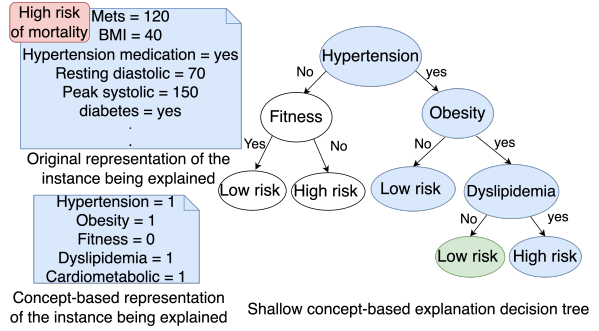 High risk
of mortality
Mets = 120
BMI = 40
Hypertension medication = yes
Resting diastolic = 70
Peak systolic = 150
diabetes = yes
.
.
Original representation of the
instance being explained
Hypertension = 1
Obesity = 1
Fitness = 0
Dyslipidemia = 1
Cardiometabolic = 1
Concept-based representation
of the instance being explained
Hypertension
No
yes
Fitness
Obesity
Yes
No
No
yes
Low risk
High risk
Low risk
Dyslipidemia
No
yes
Low risk
High risk
Shallow concept-based explanation decision tree